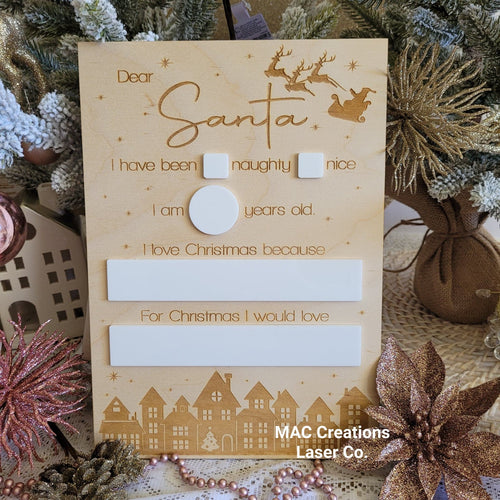 Dear
Santa
I have been naughty nice
I am years old.
I love Christmas because
For Christmas I would love
MAC Creations
Laser Co.